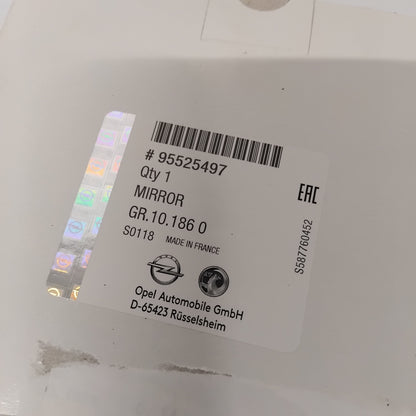 # 95525497
Qty 1
MIRROR
GR.10.186 0
S0118 MADE IN FRANCE
Opel Automobile GmbH
D-65423 Rüsselsheim
EAC
S587760452